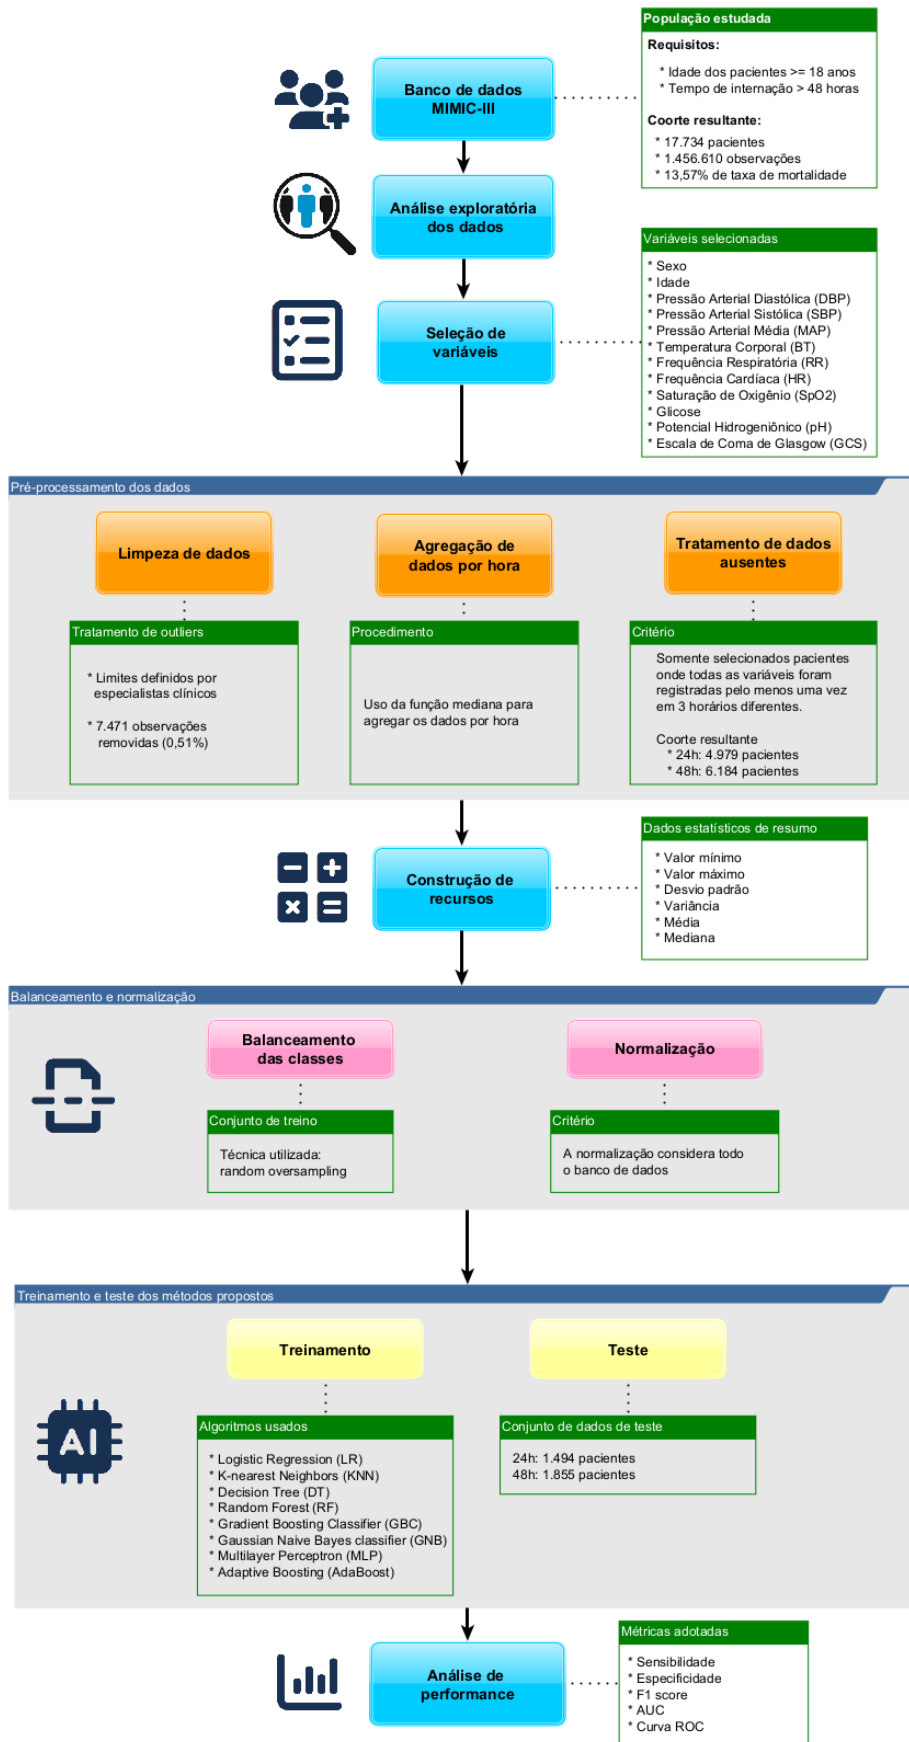 População estudada
Requisitos:
* Idade dos pacientes >= 18 anos
* Tempo de internação > 48 horas
Coorte resultante:
* 17.734 pacientes
* 1.456.610 observações
* 13,57% de taxa de mortalidade
Banco de dados
MIMIC-III
Análise exploratória
dos dados
Variáveis selecionadas
* Sexo
* Idade
* Pressão Arterial Diastólica (DBP)
* Pressão Arterial Sistólica (SBP)
* Pressão Arterial Média (MAP)
* Temperatura Corporal (BT)
* Frequência Respiratória (RR)
* Frequência Cardíaca (HR)
* Saturação de Oxigênio (SpO2)
* Glicose
* Potencial Hidrogeniônico (pH)
* Escala de Coma de Glasgow (GCS)
Seleção de
variáveis
Pré-processamento dos dados
Limpeza de dados
Tratamento de outliers
* Limites definidos por
especialistas clínicos
* 7.471 observações
removidas (0,51%)
Agregação de
dados por hora
Procedimento
Uso da função mediana para
agregar os dados por hora
Tratamento de dados
ausentes
Critério
Somente selecionados pacientes
onde todas as variáveis foram
registradas pelo menos uma vez
em 3 horários diferentes.
Coorte resultante
* 24h: 4.979 pacientes
* 48h: 6.184 pacientes
Construção de
recursos
Dados estatísticos de resumo
* Valor mínimo
* Valor máximo
* Desvio padrão
* Variância
* Média
* Mediana
Balanceamento e normalização
Balanceamento
das classes
Conjunto de treino
Técnica utilizada:
random oversampling
Normalização
Critério
A normalização considera todo
o banco de dados
Treinamento e teste dos métodos propostos
Treinamento
Algoritmos usados
* Logistic Regression (LR)
* K-nearest Neighbors (KNN)
* Decision Tree (DT)
* Random Forest (RF)
* Gradient Boosting Classifier (GBC)
* Gaussian Naive Bayes classifier (GNB)
* Multilayer Perceptron (MLP)
* Adaptive Boosting (AdaBoost)
Teste
Conjunto de dados de teste
24h: 1.494 pacientes
48h: 1.855 pacientes
AI
Análise de
performance
Métricas adotadas
* Sensibilidade
* Especificidade
* F1 score
* AUC
* Curva ROC